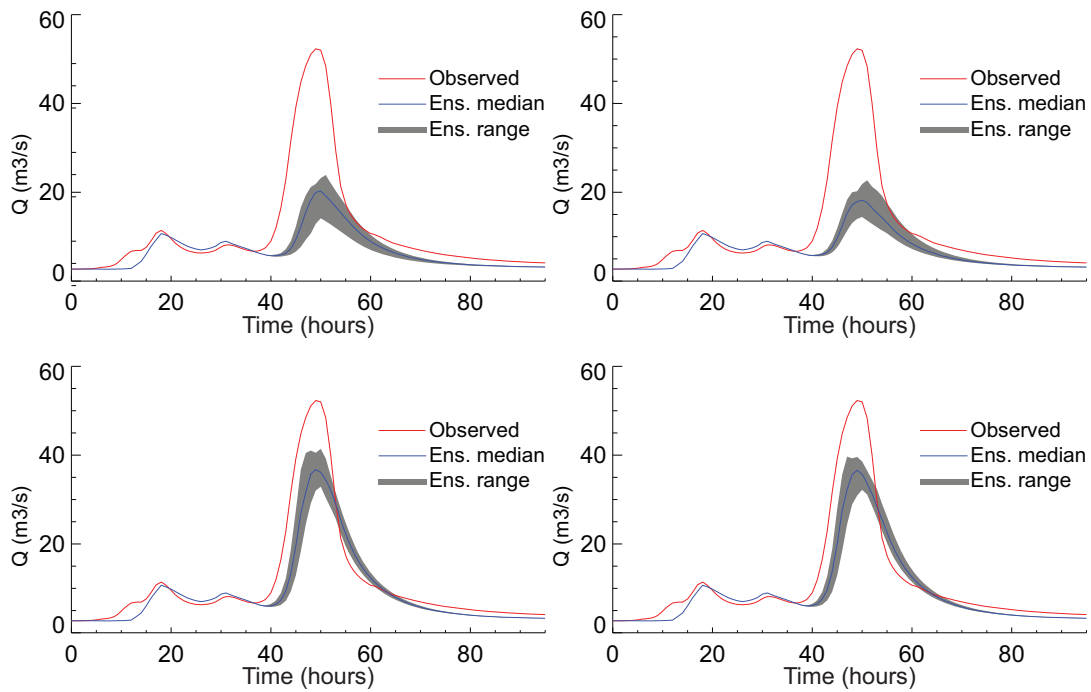 60
40
20
0
Q (m3/s)
Observed
Ens. median
Ens. range
0 20 40 60 80
Time (hours)
60
40
20
0
Q (m3/s)
Observed
Ens. median
Ens. range
0 20 40 60 80
Time (hours)
60
40
20
0
Q (m3/s)
Observed
Ens. median
Ens. range
0 20 40 60 80
Time (hours)
60
40
20
0
Q (m3/s)
Observed
Ens. median
Ens. range
0 20 40 60 80
Time (hours)